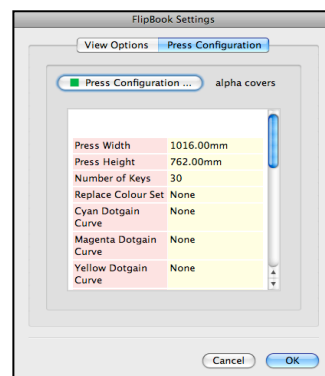 FlipBook Settings
View Options Press Configuration
Press Configuration ... alpha covers
Press Width 1016.00mm
Press Height 762.00mm
Number of Keys 30
Replace Colour Set None
Cyan Dotgain None
Curve
Magenta Dotgain None
Curve
Yellow Dotgain None
Curve
Cancel OK